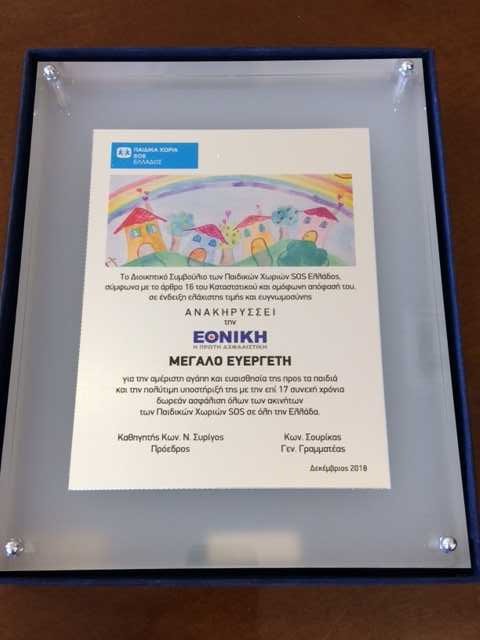 ΠΑΙΔΙΚΑ ΧΩΡΙΑ
SOS
ΕΛΛΑΔΟΣ
Το Διοικητικό Συμβούλιο των Παιδικών Χωριών SOS Ελλάδος,
σύμφωνα με το άρθρο 16 του Καταστατικού και ομόφωνη απόφασή του,
σε ένδειξη ελάχιστης τιμής και ευγνωμοσύνης
ΑΝΑΚΗΡΥΣΣΕΙ
την
ΕΘΝΙΚΗ
Η ΠΡΩΤΗ ΑΣΦΑΛΙΣΤΙΚΗ
ΜΕΓΑΛΟ ΕΥΕΡΓΕΤΗ
για την αμέριστη αγάπη και ευαισθησία της προς τα παιδιά
και την πολύτιμη υποστήριξή της με την επί 17 συνεχή χρόνια
δωρεάν ασφάλιση όλων των ακινήτων
των Παιδικών Χωριών SOS σε όλη την Ελλάδα.
Καθηγητής Κων. Ν. Συρίγος
Πρόεδρος
Κων. Σουρίκας
Γεν. Γραμματέας
Δεκέμβριος 2018